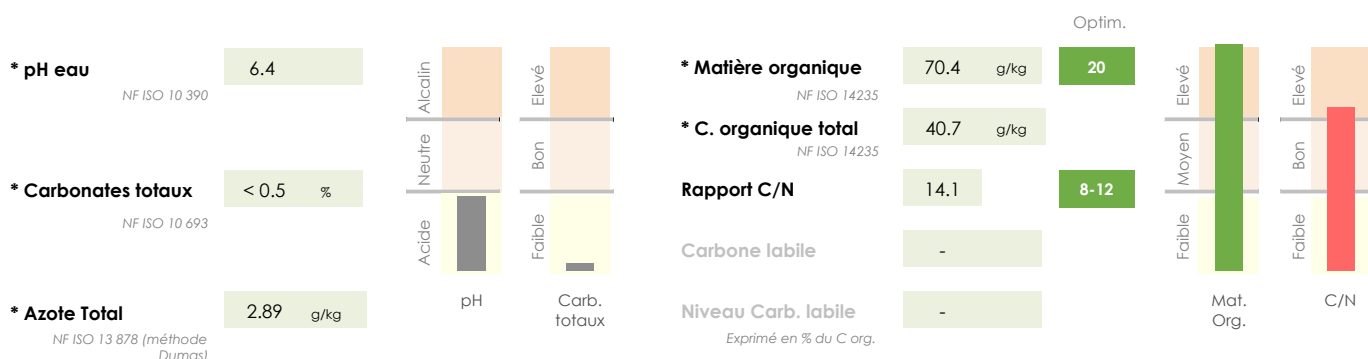 * pH eau
6.4
NF ISO 10 390
* Carbonates totaux
< 0.5 %
NF ISO 10 693
* Azote Total
2.89 g/kg
NF ISO 13 878 (méthode
Dumas)
Alcalin
Neutre
Acide
pH
Elevé
Bon
Faible
Carb.
totaux
Optim.
* Matière organique
70.4 g/kg
20
NF ISO 14235
* C. organique total
40.7 g/kg
NF ISO 14235
Rapport C/N
14.1
8-12
Carbone labile
-
Niveau Carb. labile
-
Exprimé en % du C org.
Elevé
Moyen
Faible
Mat.
Org.
Elevé
Bon
Faible
C/N